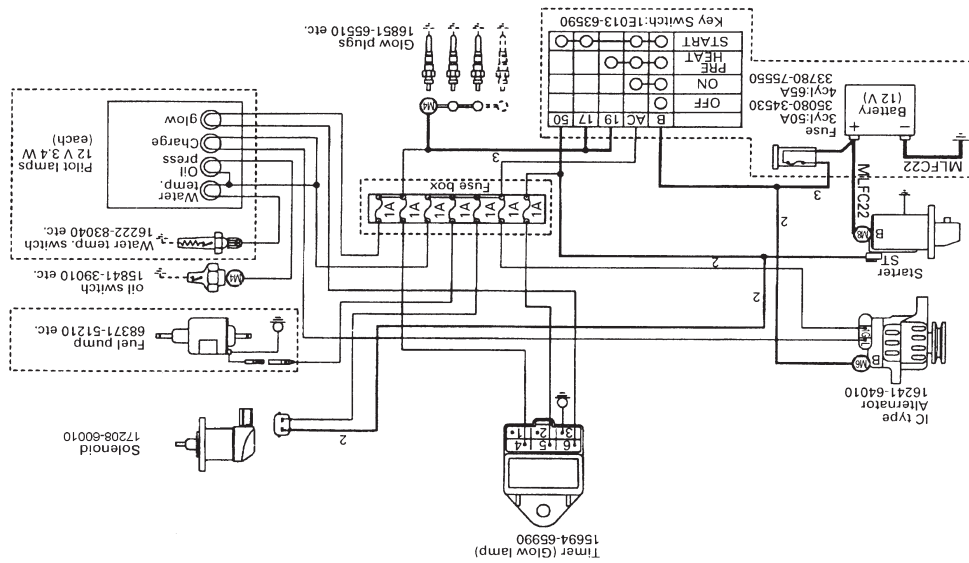 Timer (Glow lamp)
15694-65990
6 5 4
3 2 1
Solenoid
17208-60010
2
IC type
Alternator
16241-64010
B
M6
Fuel pump
68371-51210 etc.
2
2
Starter
ST
B
M8
MLFC22
oil switch
15841-39010 etc.
M4
Water temp. switch
16222-83040 etc.
2
1A 1A 1A 1A 1A 1A 1A
Fuse box
3
3
Water
temp.
Oil
press
Charge
glow
Pilot lamps
12 V 3.4 W
(each)
MLFC22
Battery
(12 V)
+ −
Fuse
3cyl:50A
35080-34530
4cyl:65A
33780-75550
B AC 19 17 50
OFF
ON
PRE
HEAT
START
Key Switch:1E013-63590
M4
Glow plugs
16851-65510 etc.